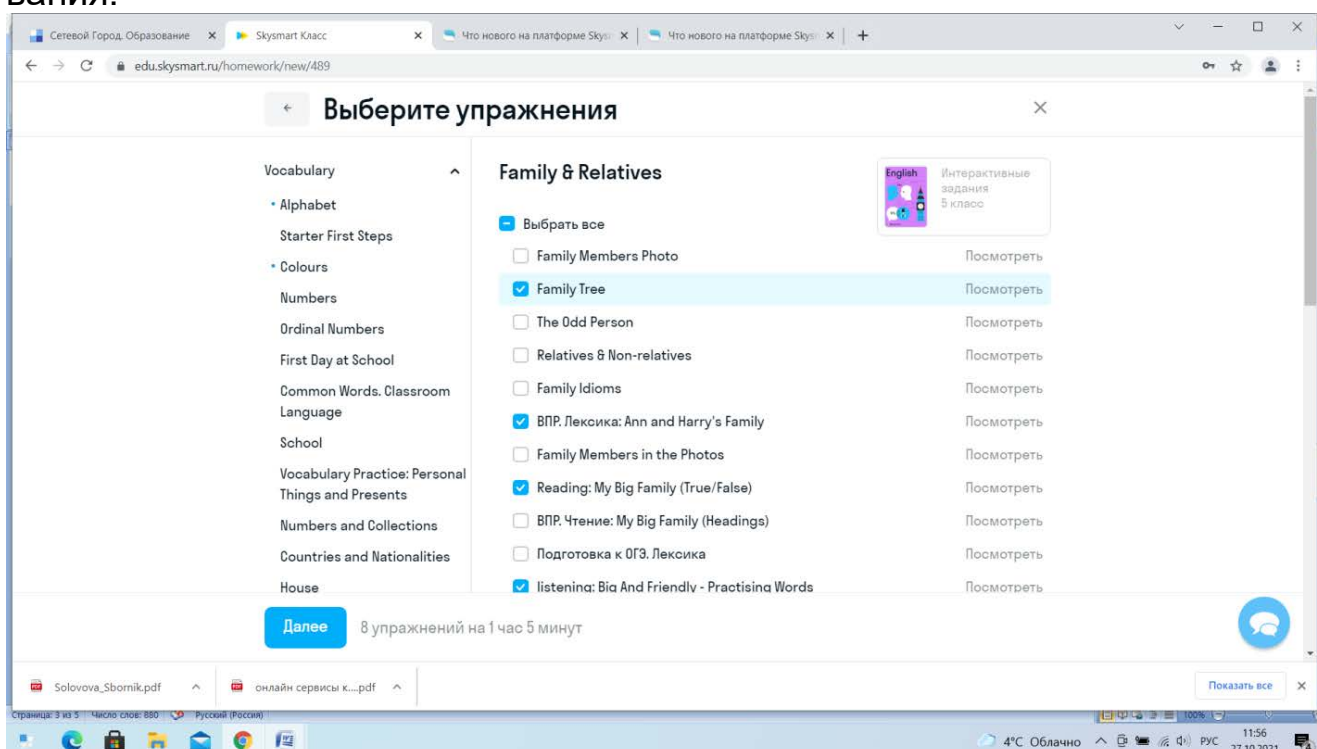 вания.
Сетевой Город. Образование
Skysmart Класс
Что нового на платформе Skys
Что нового на платформе Skys
edu.skysmart.ru/homework/new/489
Выберите упражнения
Vocabulary
Alphabet
Starter First Steps
Colours
Numbers
Ordinal Numbers
First Day at School
Common Words. Classroom
Language
School
Vocabulary Practice: Personal
Things and Presents
Numbers and Collections
Countries and Nationalities
House
Family & Relatives
English
Интерактивные
задания
5 класс
Выбрать все
Family Members Photo Посмотреть
Family Tree Посмотреть
The Odd Person Посмотреть
Relatives & Non-relatives Посмотреть
Family Idioms Посмотреть
ВПР. Лексика: Ann and Harry's Family Посмотреть
Family Members in the Photos Посмотреть
Reading: My Big Family (True/False) Посмотреть
ВПР. Чтение: My Big Family (Headings) Посмотреть
Подготовка к ОГЭ. Лексика Посмотреть
listening: Big And Friendly - Practising Words Посмотреть
Далее 8 упражнений на 1 час 5 минут
Solovova_Sbornik.pdf
онлайн сервисы к....pdf
Показать все
Страница: 3 из 5 Число слов: 880 Русский (Россия) 100%
4°C Облачно РУС 11:56
27.10.2021